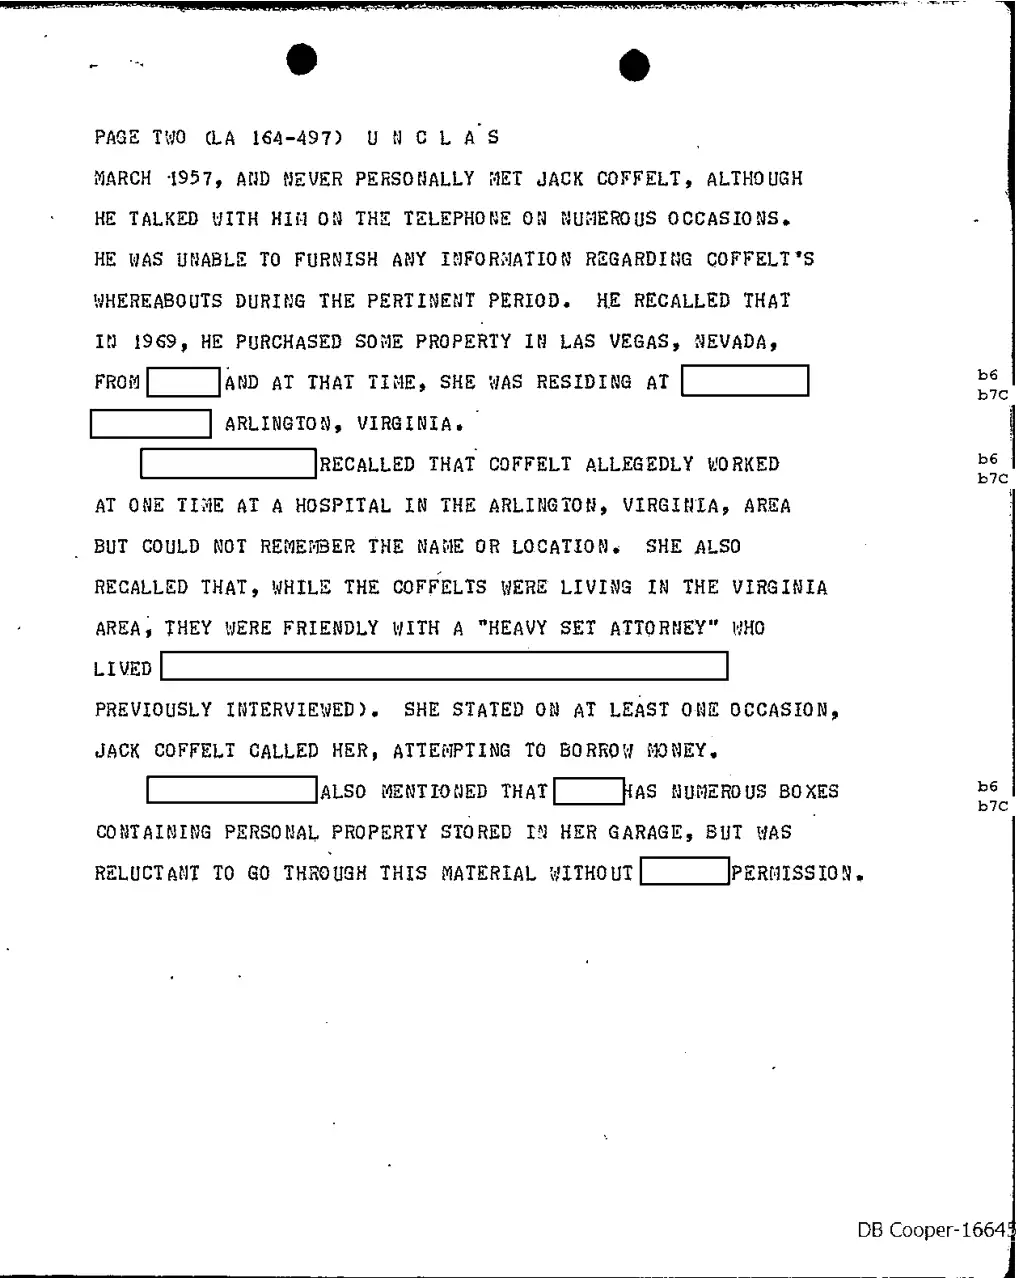 PAGE TWO (LA 164-497) U N C L A S
MARCH 1957, AND NEVER PERSONALLY MET JACK COFFELT, ALTHOUGH
HE TALKED WITH HIM ON THE TELEPHONE ON NUMEROUS OCCASIONS.
HE WAS UNABLE TO FURNISH ANY INFORMATION REGARDING COFFELT'S
WHEREABOUTS DURING THE PERTINENT PERIOD. HE RECALLED THAT
IN 1969, HE PURCHASED SOME PROPERTY IN LAS VEGAS, NEVADA,
FROM AND AT THAT TIME, SHE WAS RESIDING AT
b6
b7C
ARLINGTON, VIRGINIA.
RECALLED THAT COFFELT ALLEGEDLY WORKED
b6
b7C
AT ONE TIME AT A HOSPITAL IN THE ARLINGTON, VIRGINIA, AREA
BUT COULD NOT REMEMBER THE NAME OR LOCATION. SHE ALSO
RECALLED THAT, WHILE THE COFFELTS WERE LIVING IN THE VIRGINIA
AREA, THEY WERE FRIENDLY WITH A "HEAVY SET ATTORNEY" WHO
LIVED
PREVIOUSLY INTERVIEWED). SHE STATED ON AT LEAST ONE OCCASION,
JACK COFFELT CALLED HER, ATTEMPTING TO BORROW MONEY.
ALSO MENTIONED THAT HAS NUMEROUS BOXES
b6
b7C
CONTAINING PERSONAL PROPERTY STORED IN HER GARAGE, BUT WAS
RELUCTANT TO GO THROUGH THIS MATERIAL WITHOUT PERMISSION.
DB Cooper-16645